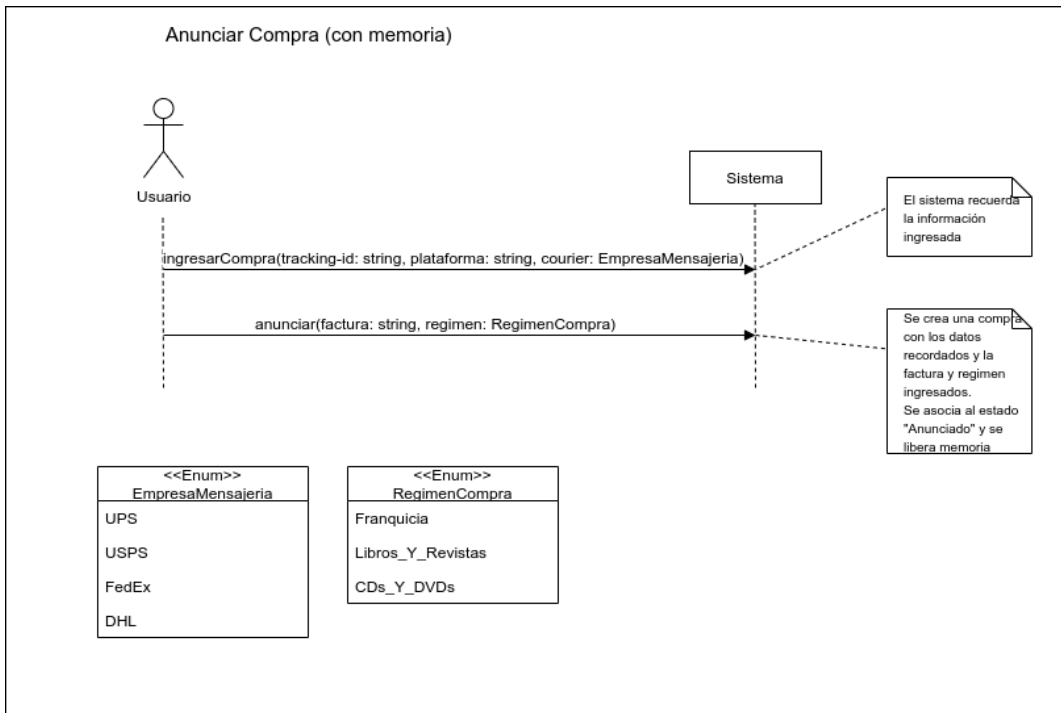 Anunciar Compra (con memoria)
Usuario
Sistema
El sistema recuerda
la información
ingresada
ingresarCompra(tracking-id: string, plataforma: string, courier: EmpresaMensajeria)
anunciar(factura: string, regimen: RegimenCompra)
Se crea una compra
con los datos
recordados y la
factura y regimen
ingresados.
Se asocia al estado
"Anunciado" y se
libera memoria
<<Enum>>
EmpresaMensajeria
UPS
USPS
FedEx
DHL
<<Enum>>
RegimenCompra
Franquicia
Libros_Y_Revistas
CDs_Y_DVDs